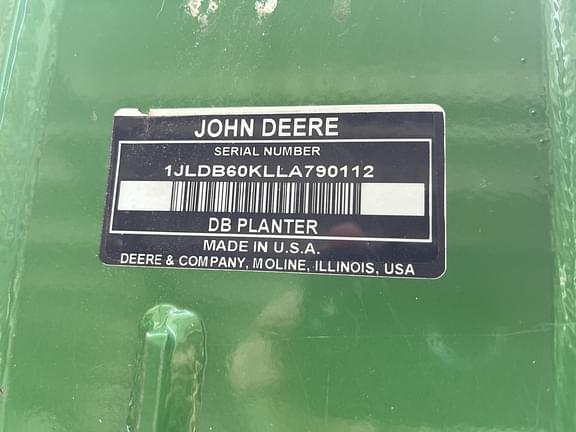 JOHN DEERE
SERIAL NUMBER
1JLDB60KLLA790112
DB PLANTER
MADE IN U.S.A.
DEERE & COMPANY, MOLINE, ILLINOIS, USA